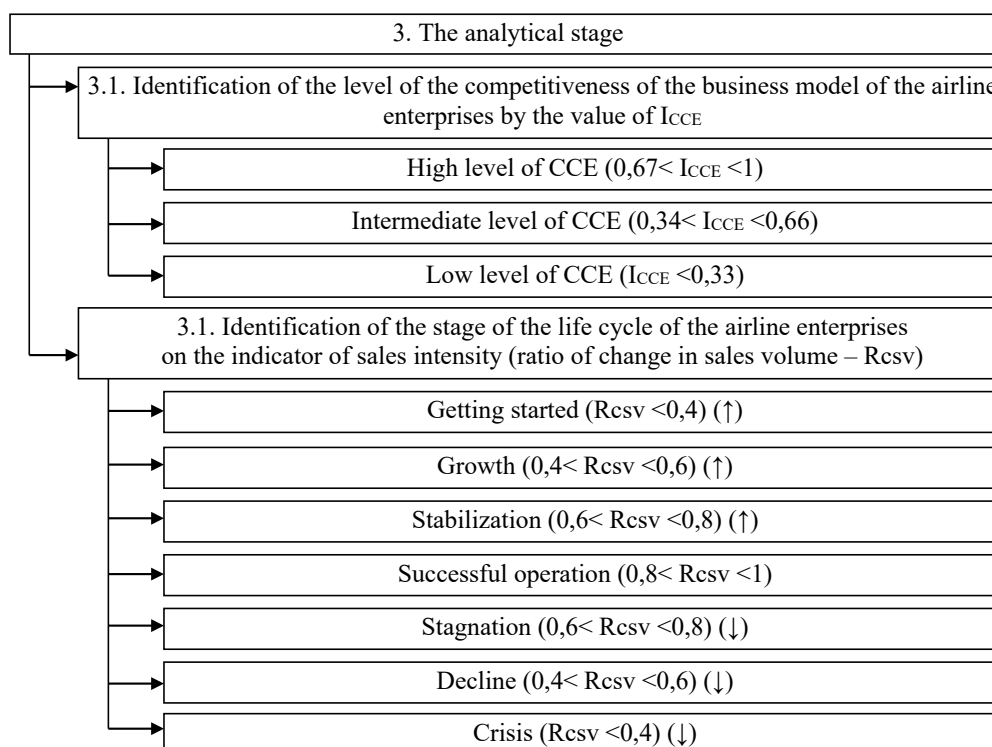 3. The analytical stage
3.1. Identification of the level of the competitiveness of the business model of the airline
enterprises by the value of ICCE
High level of CCE (0,67< ICCE <1)
Intermediate level of CCE (0,34< ICCE <0,66)
Low level of CCE (ICCE <0,33)
3.1. Identification of the stage of the life cycle of the airline enterprises
on the indicator of sales intensity (ratio of change in sales volume – Rcsv)
Getting started (Rcsv <0,4) (↑)
Growth (0,4< Rcsv <0,6) (↑)
Stabilization (0,6< Rcsv <0,8) (↑)
Successful operation (0,8< Rcsv <1)
Stagnation (0,6< Rcsv <0,8) (↓)
Decline (0,4< Rcsv <0,6) (↓)
Crisis (Rcsv <0,4) (↓)